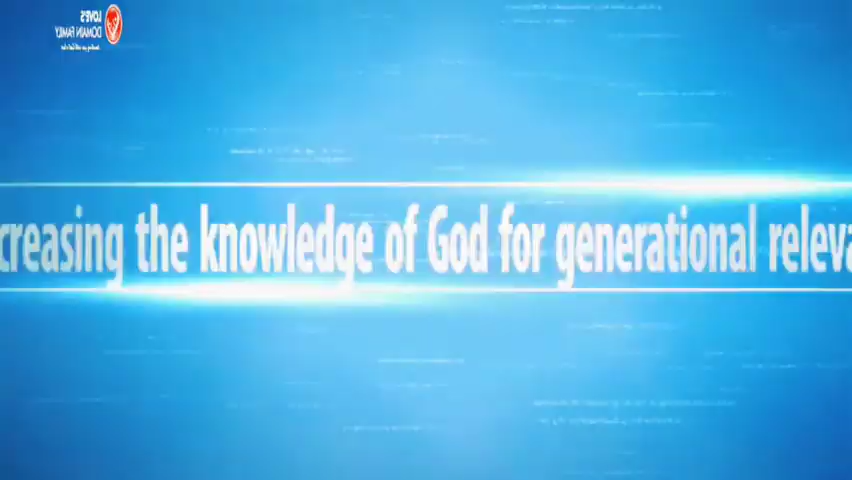 LOVE'S
DOMAIN FAMILY
creasing the knowledge of God for generational releva